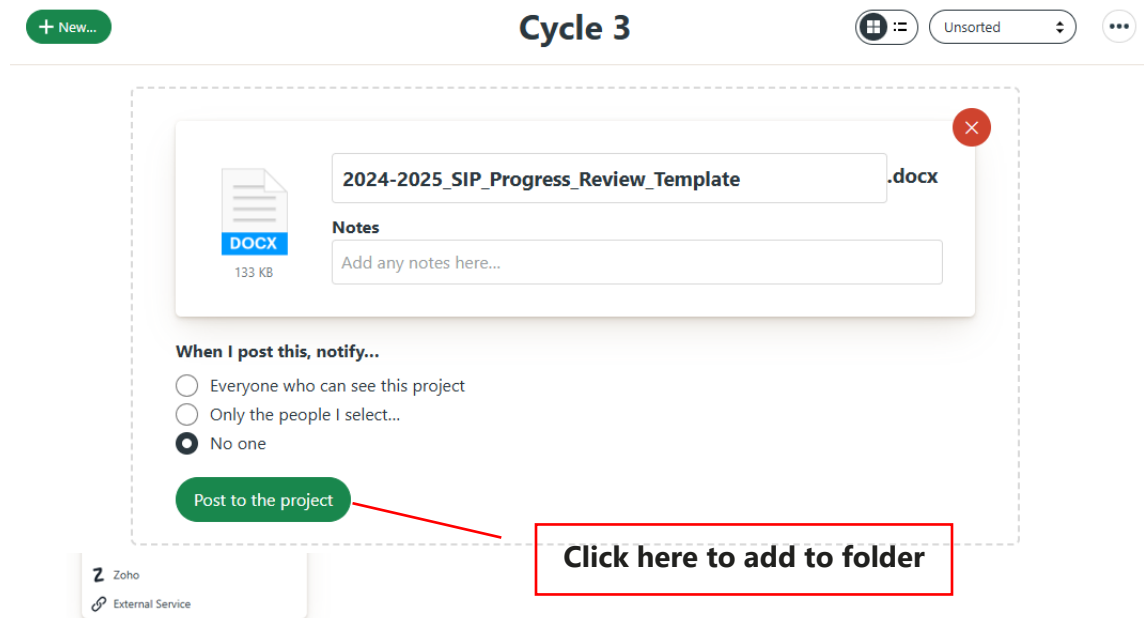 New...
Cycle 3
Unsorted
2024-2025_SIP_Progress_Review_Template
.docx
Notes
DOCX
Add any notes here...
133 KB
When I post this, notify...
Everyone who can see this project
Only the people I select...
No one
Post to the project
Click here to add to folder
Zoho
External Service